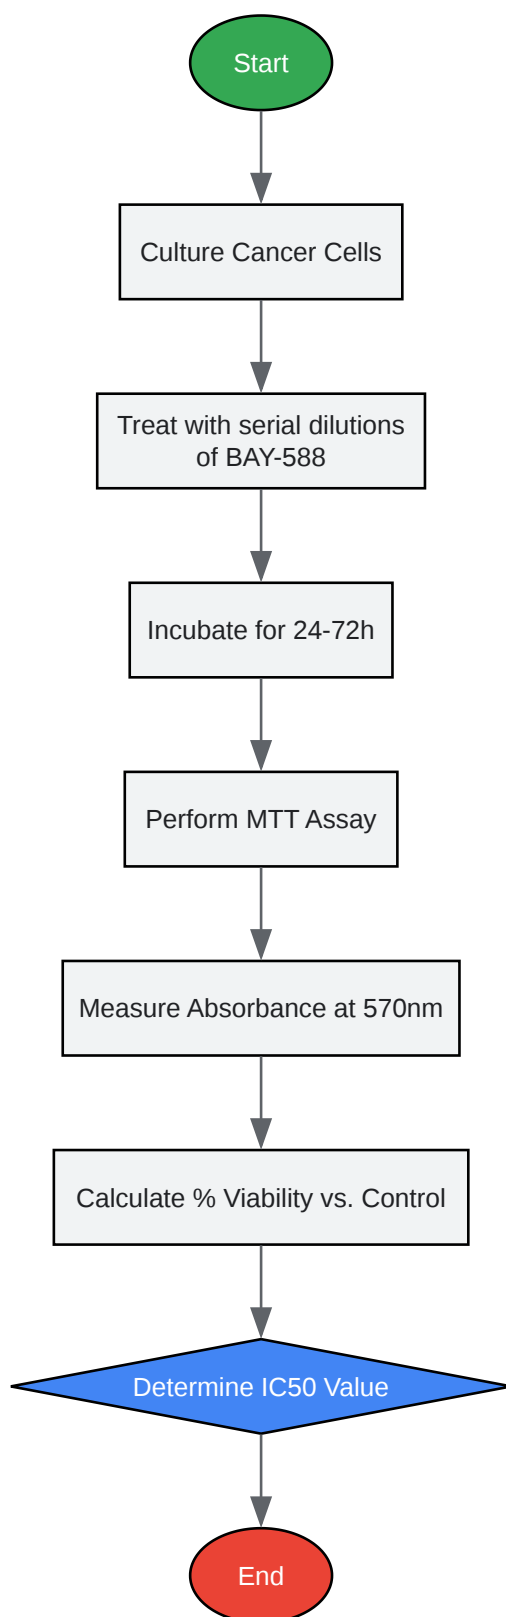 Start
Culture Cancer Cells
Treat with serial dilutions
of BAY-588
Incubate for 24-72h
Perform MTT Assay
Measure Absorbance at 570nm
Calculate % Viability vs. Control
Determine IC50 Value
End